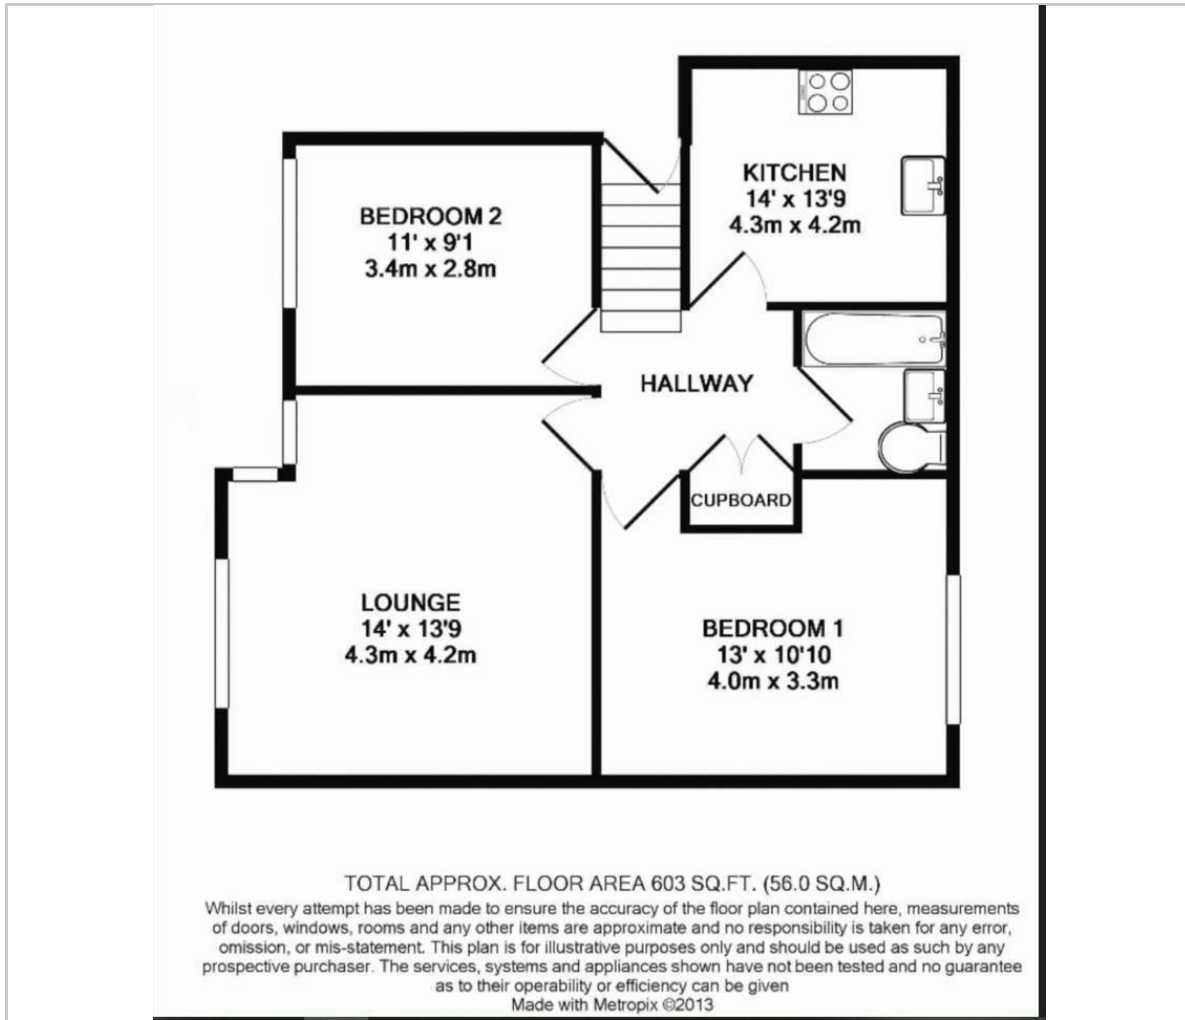 KITCHEN
14' x 13'9
4.3m x 4.2m
BEDROOM 2
11' x 9'1
3.4m x 2.8m
HALLWAY
CUPBOARD
LOUNGE
14' x 13'9
4.3m x 4.2m
BEDROOM 1
13' x 10'10
4.0m x 3.3m
TOTAL APPROX. FLOOR AREA 603 SQ.FT. (56.0 SQ.M.)
Whilst every attempt has been made to ensure the accuracy of the floor plan contained here, measurements
of doors, windows, rooms and any other items are approximate and no responsibility is taken for any error,
omission, or mis-statement. This plan is for illustrative purposes only and should be used as such by any
prospective purchaser. The services, systems and appliances shown have not been tested and no guarantee
as to their operability or efficiency can be given
Made with Metropix ©2013